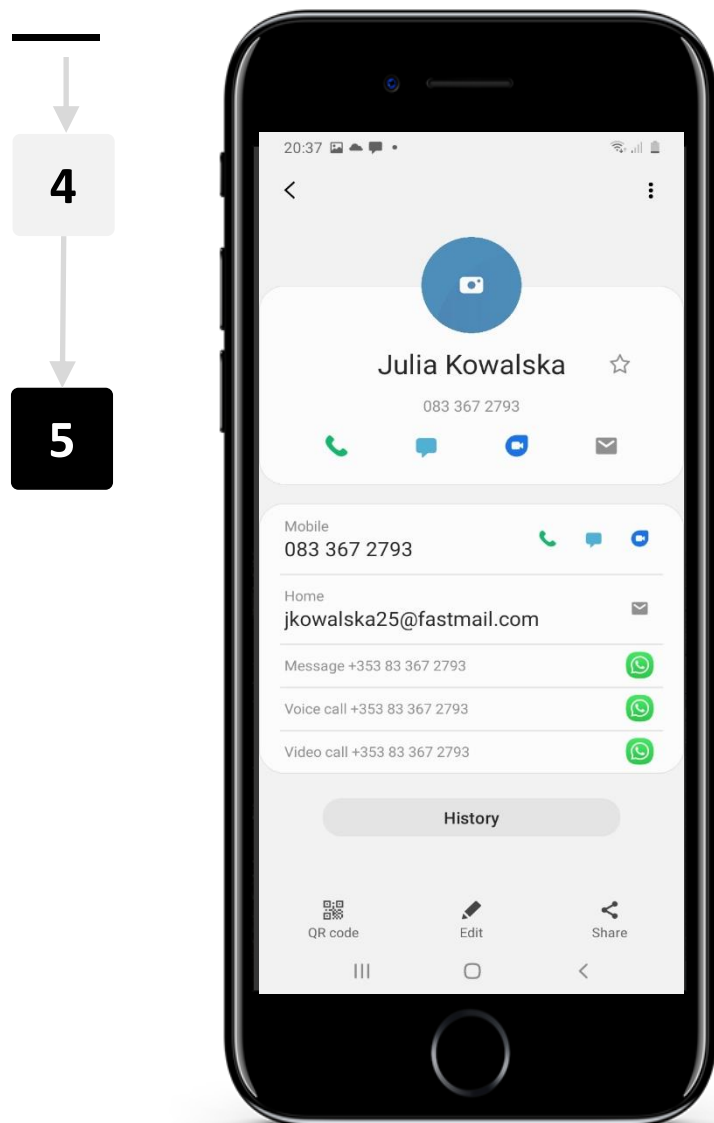 4
5
20:37
Julia Kowalska
083 367 2793
Mobile
083 367 2793
Home
jkowalska25@fastmail.com
Message +353 83 367 2793
Voice call +353 83 367 2793
Video call +353 83 367 2793
History
QR code
Edit
Share